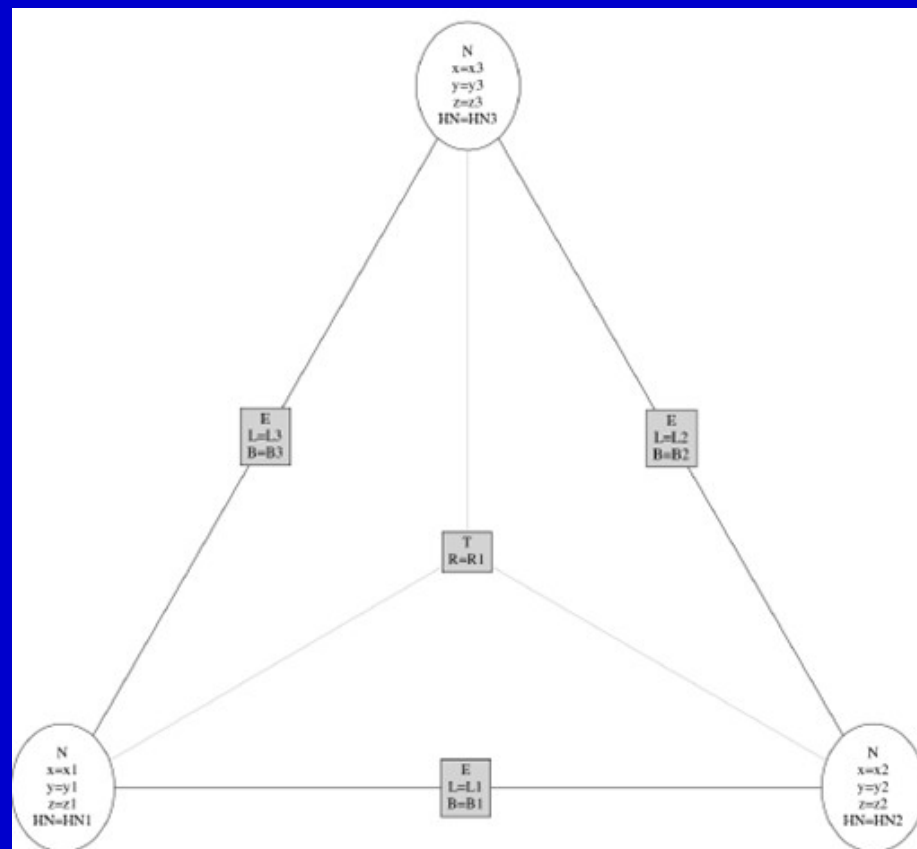 N
x=x3
y=y3
z=z3
HN=HN3
E
L=L3
B=B3
E
L=L2
B=B2
T
R=R1
N
x=x1
y=y1
z=z1
HN=HN1
E
L=L1
B=B1
N
x=x2
y=y2
z=z2
HN=HN2